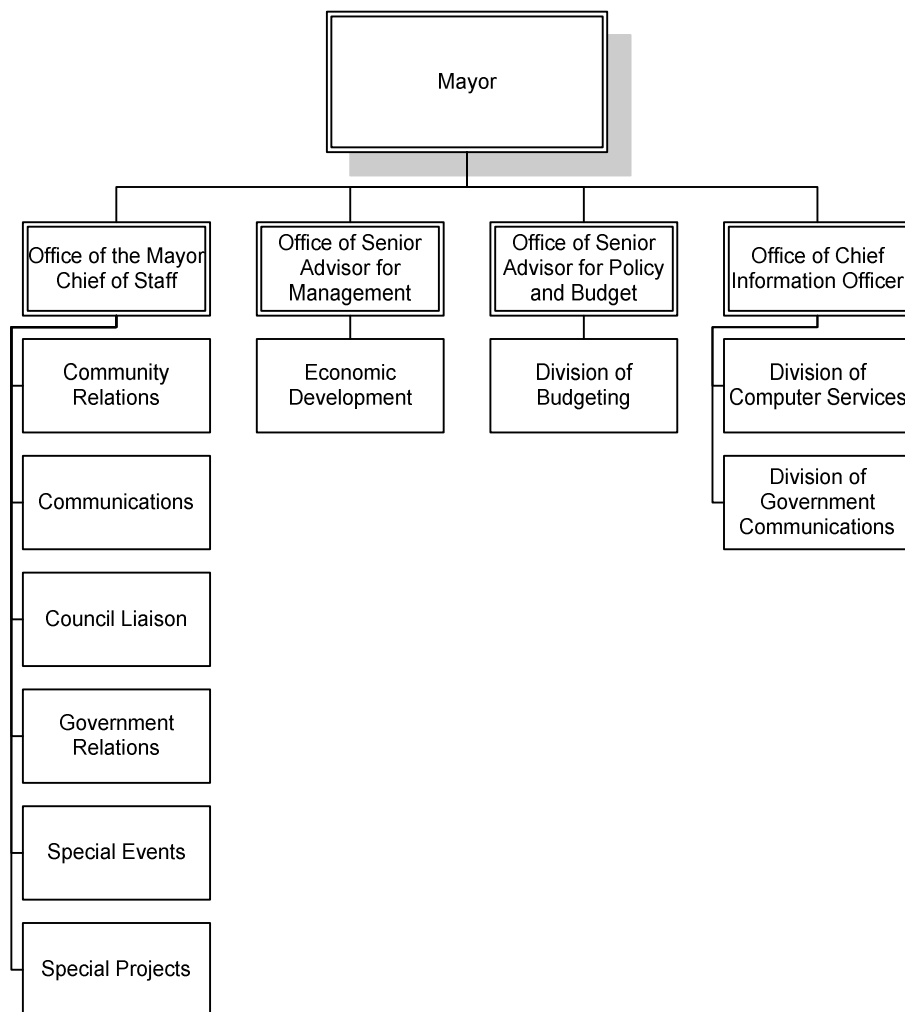 Mayor
Office of the Mayor
Chief of Staff
Office of Senior
Advisor for
Management
Office of Senior
Advisor for Policy
and Budget
Office of Chief
Information Officer
Community
Relations
Economic
Development
Division of
Budgeting
Division of
Computer Services
Communications
Division of
Government
Communications
Council Liaison
Government
Relations
Special Events
Special Projects